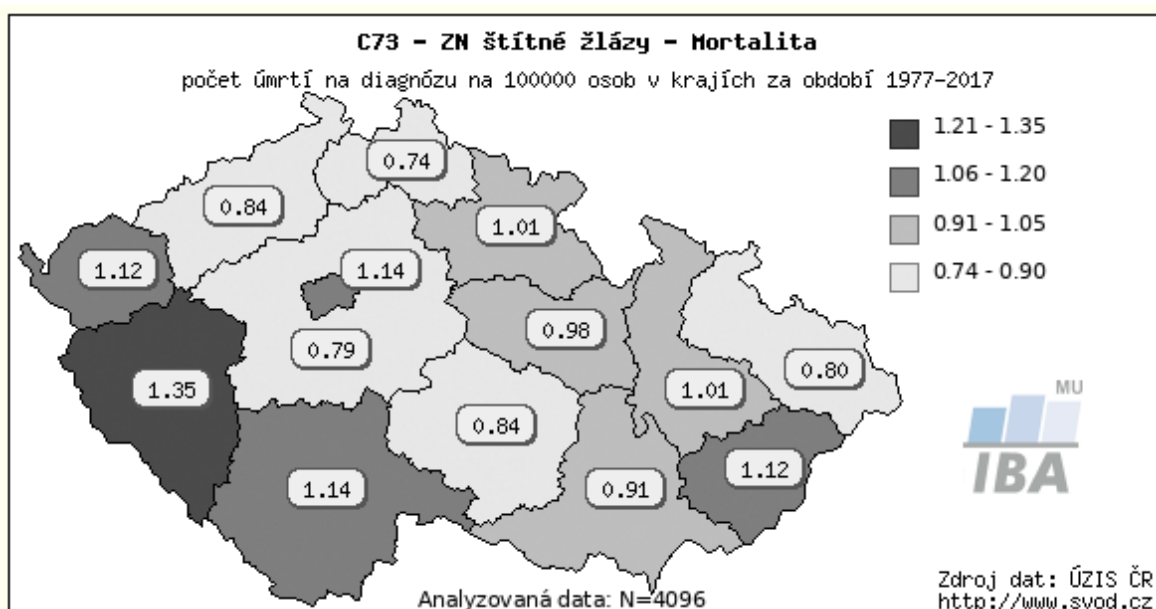 C73 - ZN štítné žlázy - Mortalita
počet úmrtí na diagnózu na 100000 osob v krajích za období 1977-2017
1.21 - 1.35
1.06 - 1.20
0.91 - 1.05
0.74 - 0.90
0.74
0.84
1.01
1.12
1.14
0.98
0.79
0.80
1.35
1.01
0.84
1.12
1.14
0.91
MU
IBA
Analyzovaná data: N=4096
Zdroj dat: ÚZIS ČR
http://www.svod.cz